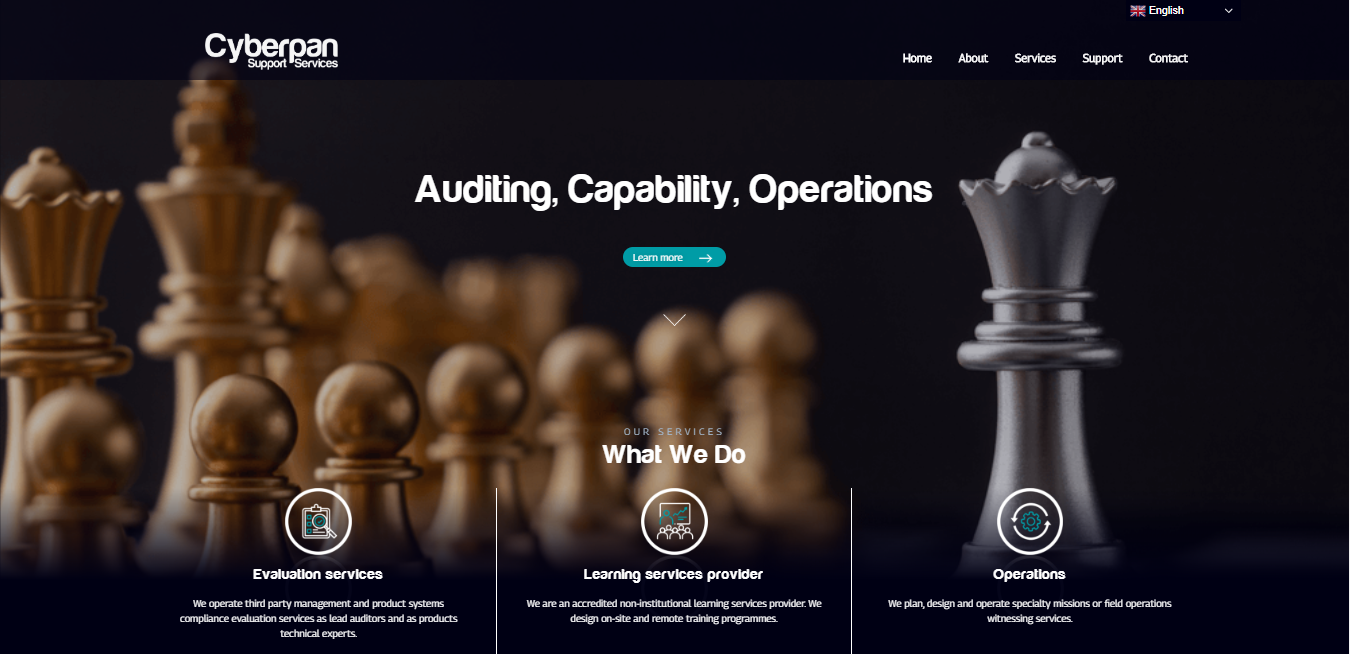 English
Cyberpan
Support Services
Home About Services Support Contact
Auditing, Capability, Operations
Learn more
OUR SERVICES
What We Do
Evaluation services
We operate third party management and product systems
compliance evaluation services as lead auditors and as products
technical experts.
Learning services provider
We are an accredited non-institutional learning services provider. We
design on-site and remote training programmes.
Operations
We plan, design and operate specialty missions or field operations
witnessing services.